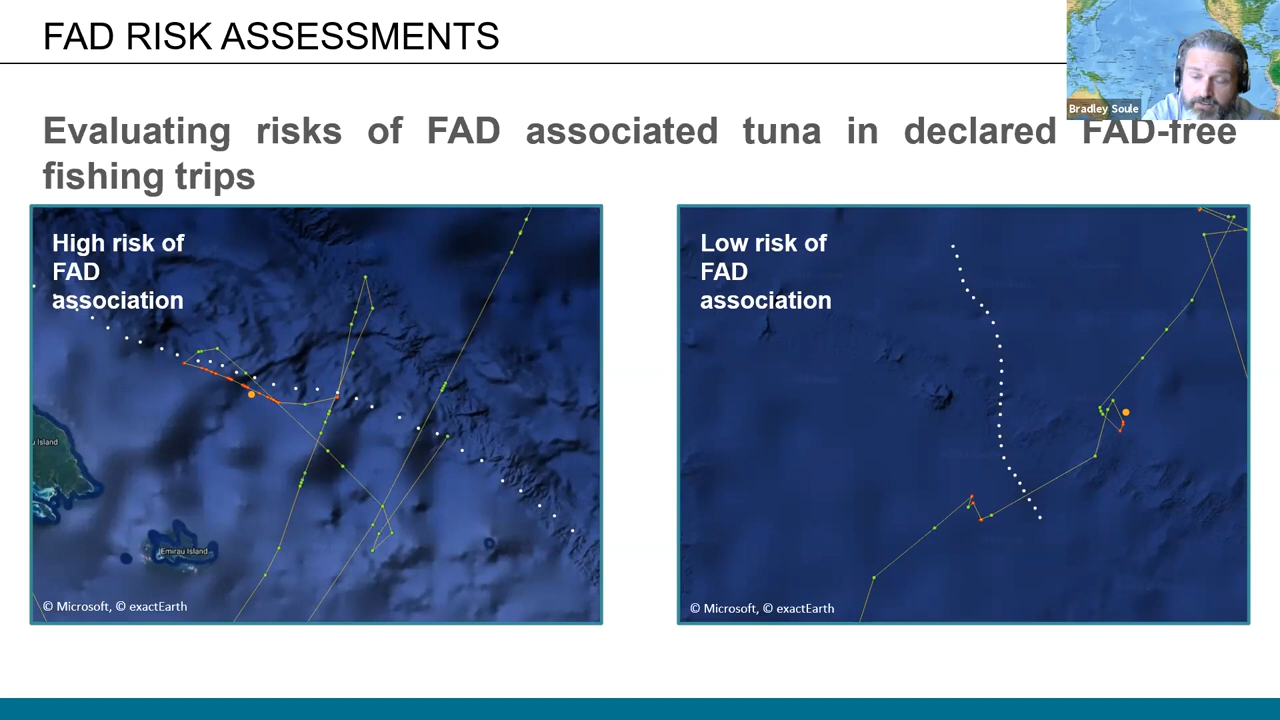 FAD RISK ASSESSMENTS
Bradley Soule
Evaluating risks of FAD associated tuna in declared FAD-free
fishing trips
High risk of
FAD
association
u Island
Emirau Island
© Microsoft, © exactEarth
Low risk of
FAD
association
© Microsoft, © exactEarth